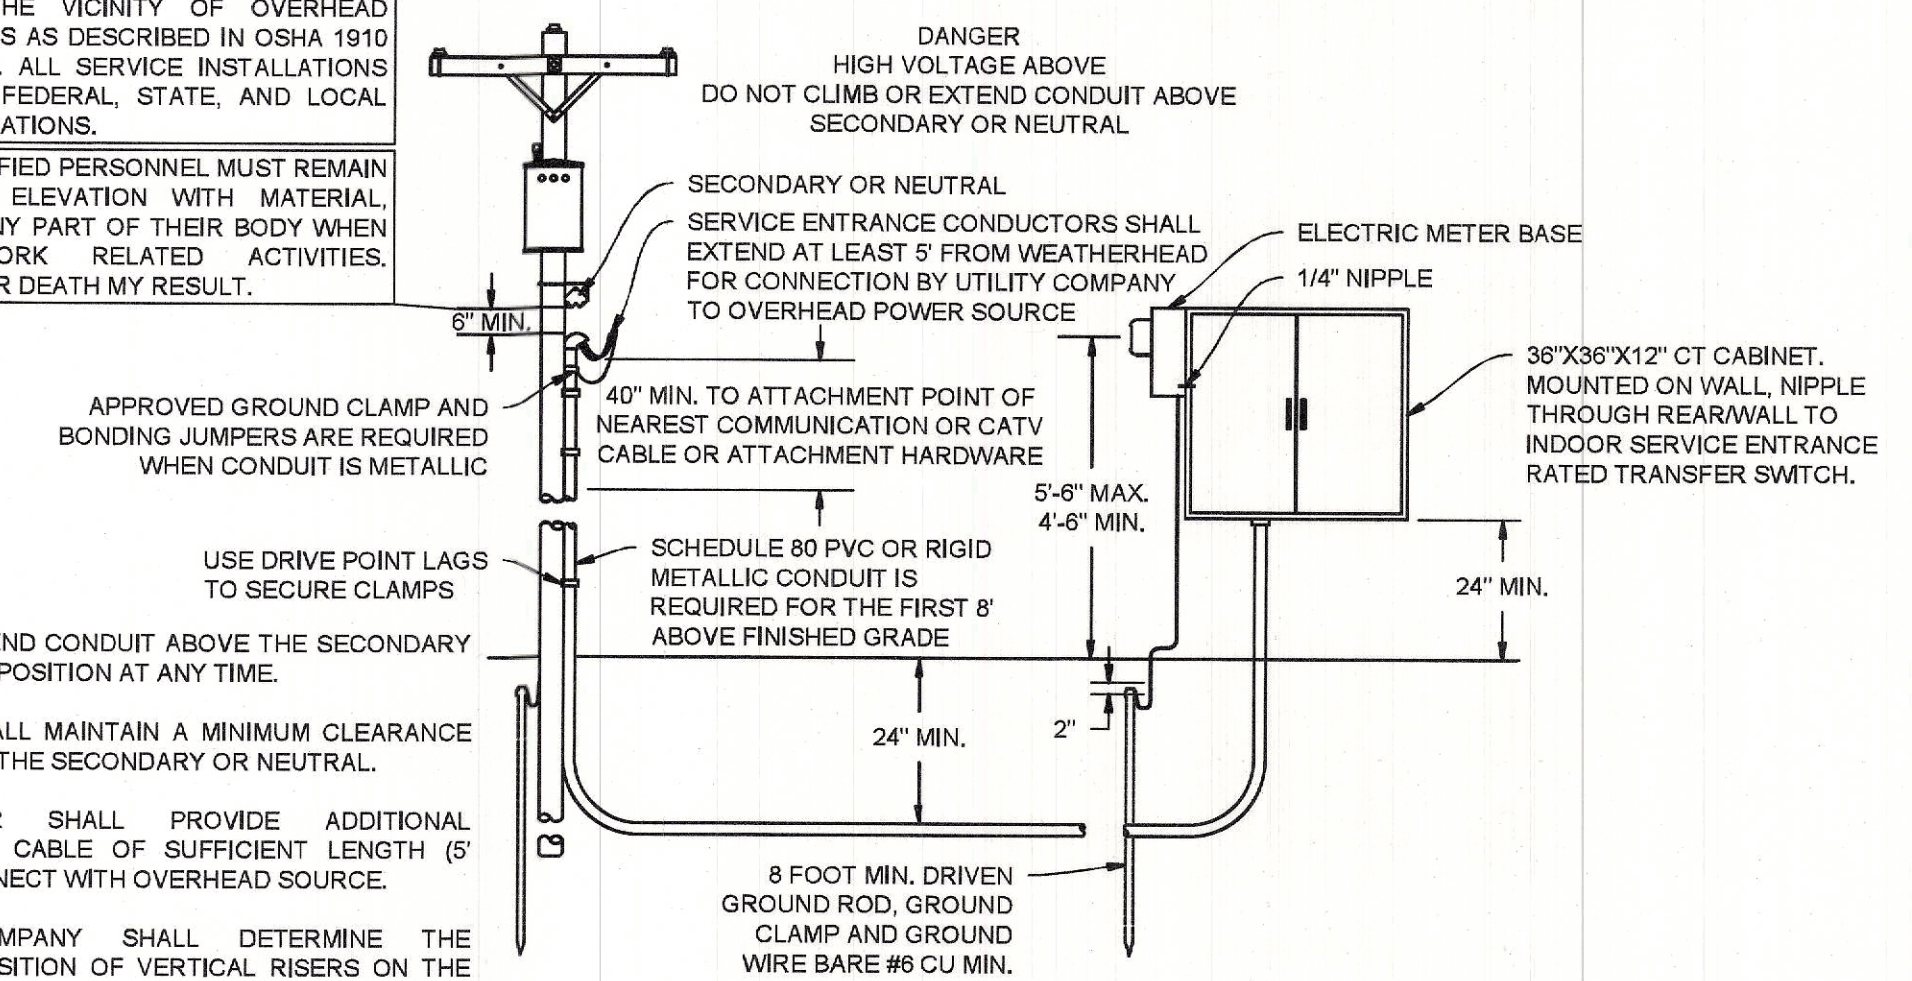 HE VICINITY OF OVERHEAD
S AS DESCRIBED IN OSHA 1910
. ALL SERVICE INSTALLATIONS
FEDERAL, STATE, AND LOCAL
ATIONS.
FIED PERSONNEL MUST REMAIN
ELEVATION WITH MATERIAL,
NY PART OF THEIR BODY WHEN
ORK RELATED ACTIVITIES.
R DEATH MY RESULT.
DANGER
HIGH VOLTAGE ABOVE
DO NOT CLIMB OR EXTEND CONDUIT ABOVE
SECONDARY OR NEUTRAL
SECONDARY OR NEUTRAL
SERVICE ENTRANCE CONDUCTORS SHALL
EXTEND AT LEAST 5' FROM WEATHERHEAD
FOR CONNECTION BY UTILITY COMPANY
TO OVERHEAD POWER SOURCE
ELECTRIC METER BASE
1/4" NIPPLE
6" MIN.
36"X36"X12" CT CABINET.
MOUNTED ON WALL, NIPPLE
THROUGH REAR/WALL TO
INDOOR SERVICE ENTRANCE
RATED TRANSFER SWITCH.
APPROVED GROUND CLAMP AND
BONDING JUMPERS ARE REQUIRED
WHEN CONDUIT IS METALLIC
40" MIN. TO ATTACHMENT POINT OF
NEAREST COMMUNICATION OR CATV
CABLE OR ATTACHMENT HARDWARE
5'-6" MAX.
4'-6" MIN.
USE DRIVE POINT LAGS
TO SECURE CLAMPS
SCHEDULE 80 PVC OR RIGID
METALLIC CONDUIT IS
REQUIRED FOR THE FIRST 8'
ABOVE FINISHED GRADE
24" MIN.
END CONDUIT ABOVE THE SECONDARY
POSITION AT ANY TIME.
ALL MAINTAIN A MINIMUM CLEARANCE
THE SECONDARY OR NEUTRAL.
24" MIN.
2"
R SHALL PROVIDE ADDITIONAL
CABLE OF SUFFICIENT LENGTH (5'
NECT WITH OVERHEAD SOURCE.
8 FOOT MIN. DRIVEN
GROUND ROD, GROUND
CLAMP AND GROUND
WIRE BARE #6 CU MIN.
MPANY SHALL DETERMINE THE
SITION OF VERTICAL RISERS ON THE